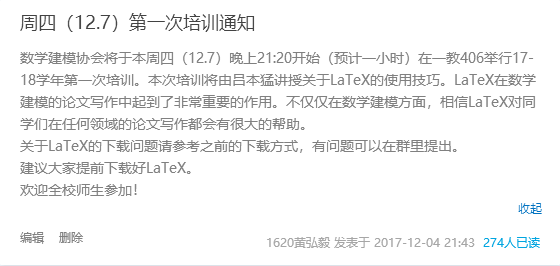 周四（12.7）第一次培训通知
数学建模协会将于本周四（12.7）晚上21:20开始（预计一小时）在一教406举行17-
18学年第一次培训。本次培训将由吕本猛讲授关于LaTeX的使用技巧。LaTeX在数学
建模的论文写作中起到了非常重要的作用。不仅仅在数学建模方面，相信LaTeX对同
学们在任何领域的论文写作都会有很大的帮助。
关于LaTeX的下载问题请参考之前的下载方式，有问题可以在群里提出。
建议大家提前下载好LaTeX。
欢迎全校师生参加！
收起
编辑 删除
1620黄弘毅 发表于 2017-12-04 21:43 274人已读